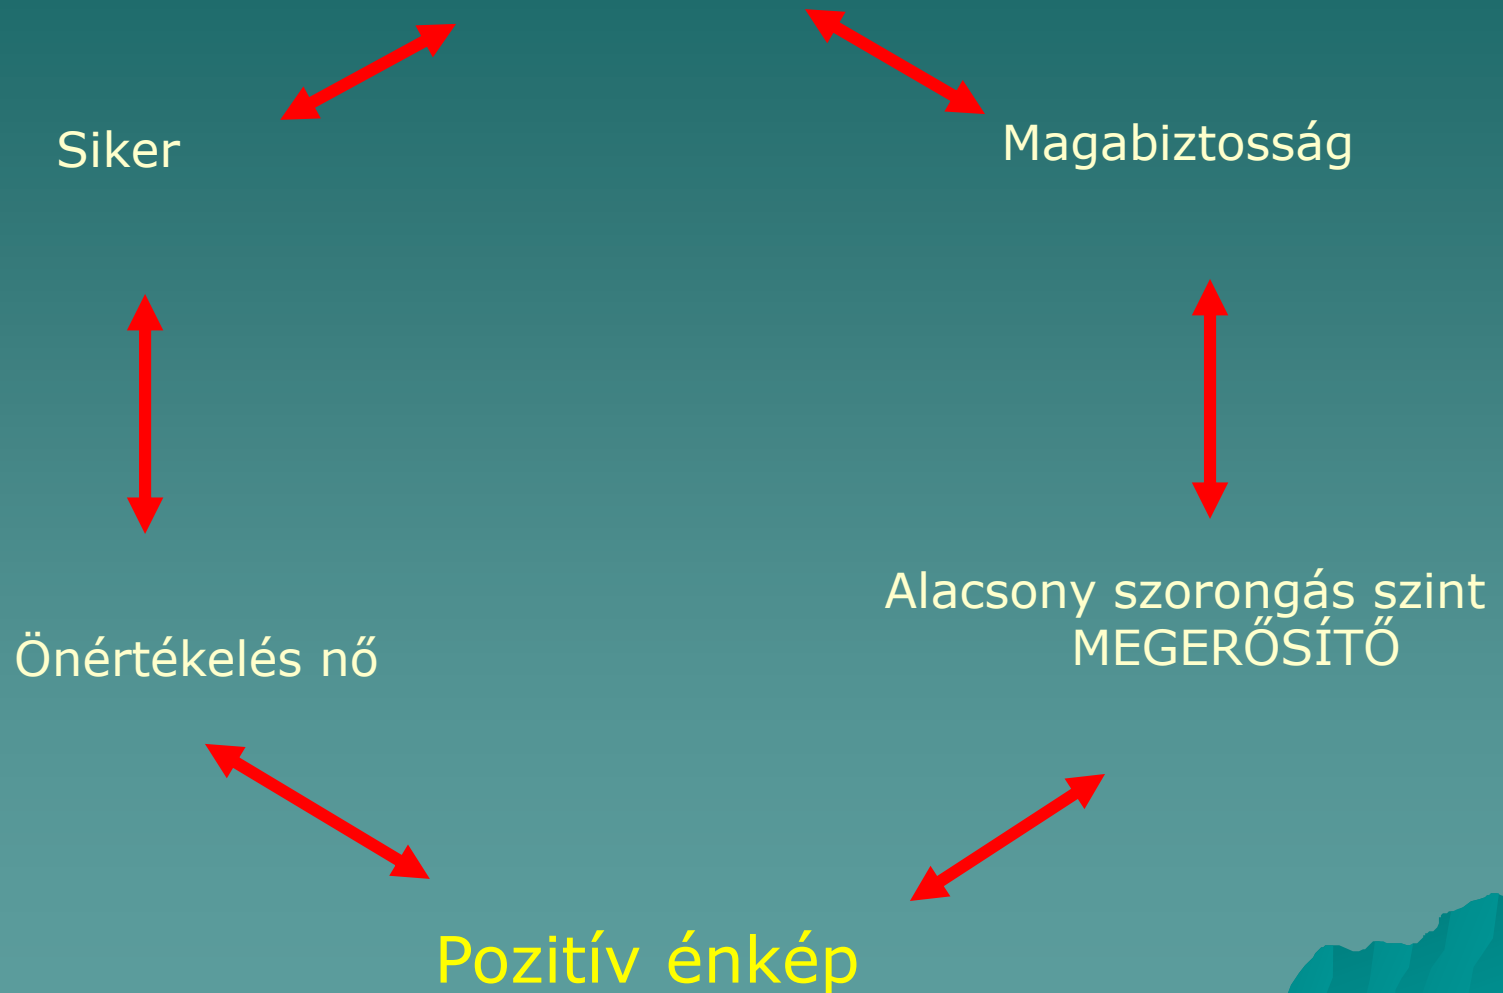 Siker
Magabiztosság
Önértékelés nő
Alacsony szorongás szint
MEGERŐSÍTŐ
Pozitív énkép